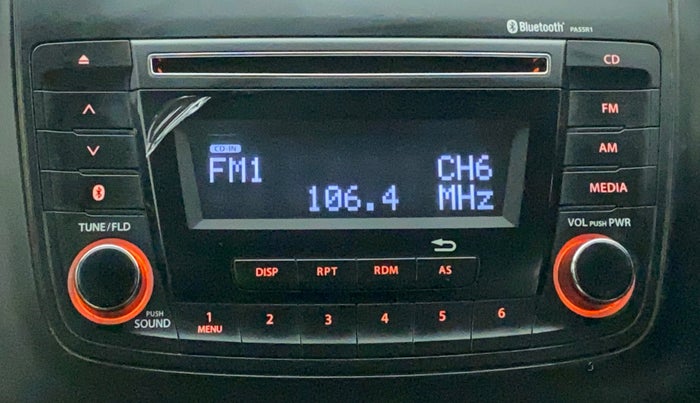 Bluetooth® PA5SR1
CD
FM
AM
MEDIA
CD-IN
FM1 CH6
106.4 MHz
TUNE/FLD
VOL PUSH PWR
DISP RPT RDM AS
PUSH
SOUND
1 2 3 4 5 6
MENU